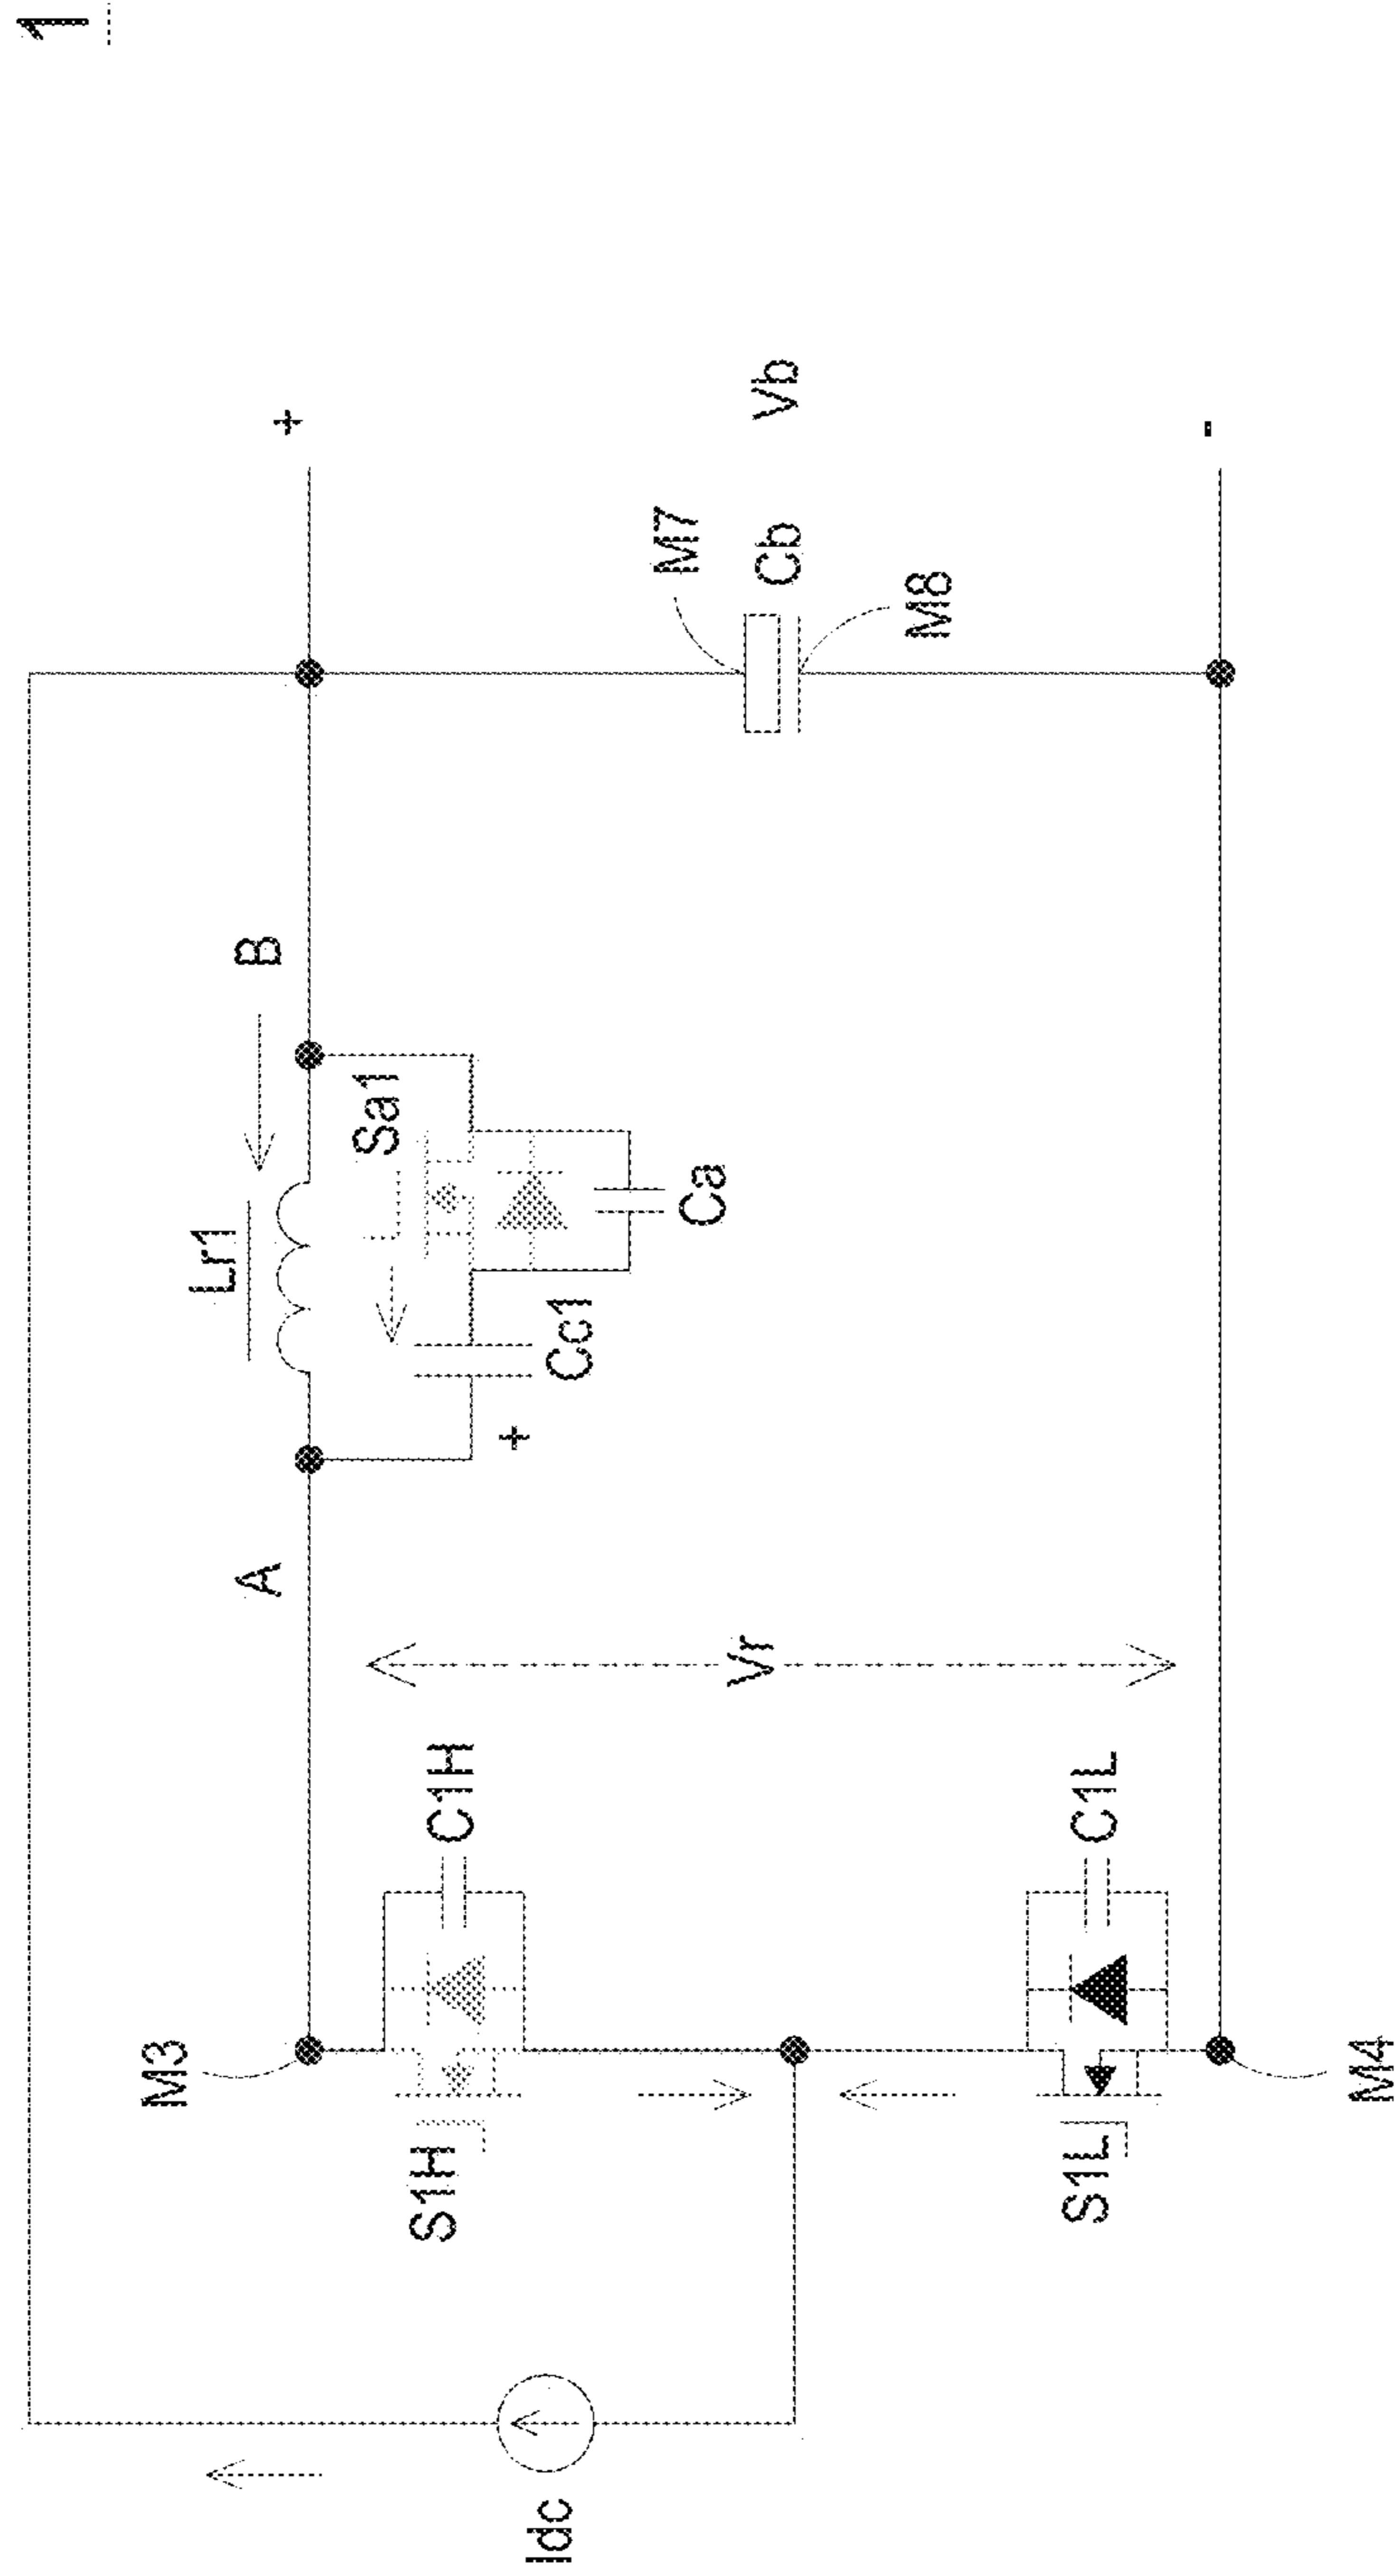 1
Lr1
B
A
+
M3
Sa1
S1H
C1H
+
Cc1
Ca
Idc
Vr
M7
Cb
Vb
M8
S1L
C1L
-
M4